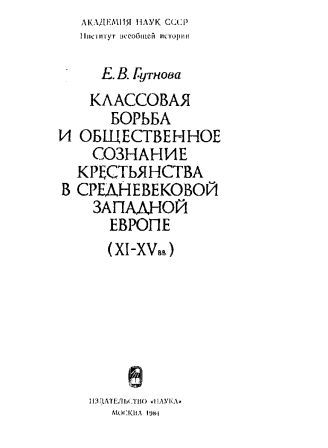 АКАДЕМИЯ НАУК СССР
Институт всеобщей истории
Е. В. Гутнова
КЛАССОВАЯ
БОРЬБА
И ОБЩЕСТВЕННОЕ
СОЗНАНИЕ
КРЕСТЬЯНСТВА
В СРЕДНЕВЕКОВОЙ
ЗАПАДНОЙ
ЕВРОПЕ
(XI-XV вв.)
ИЗДАТЕЛЬСТВО «НАУКА»
МОСКВА 1984